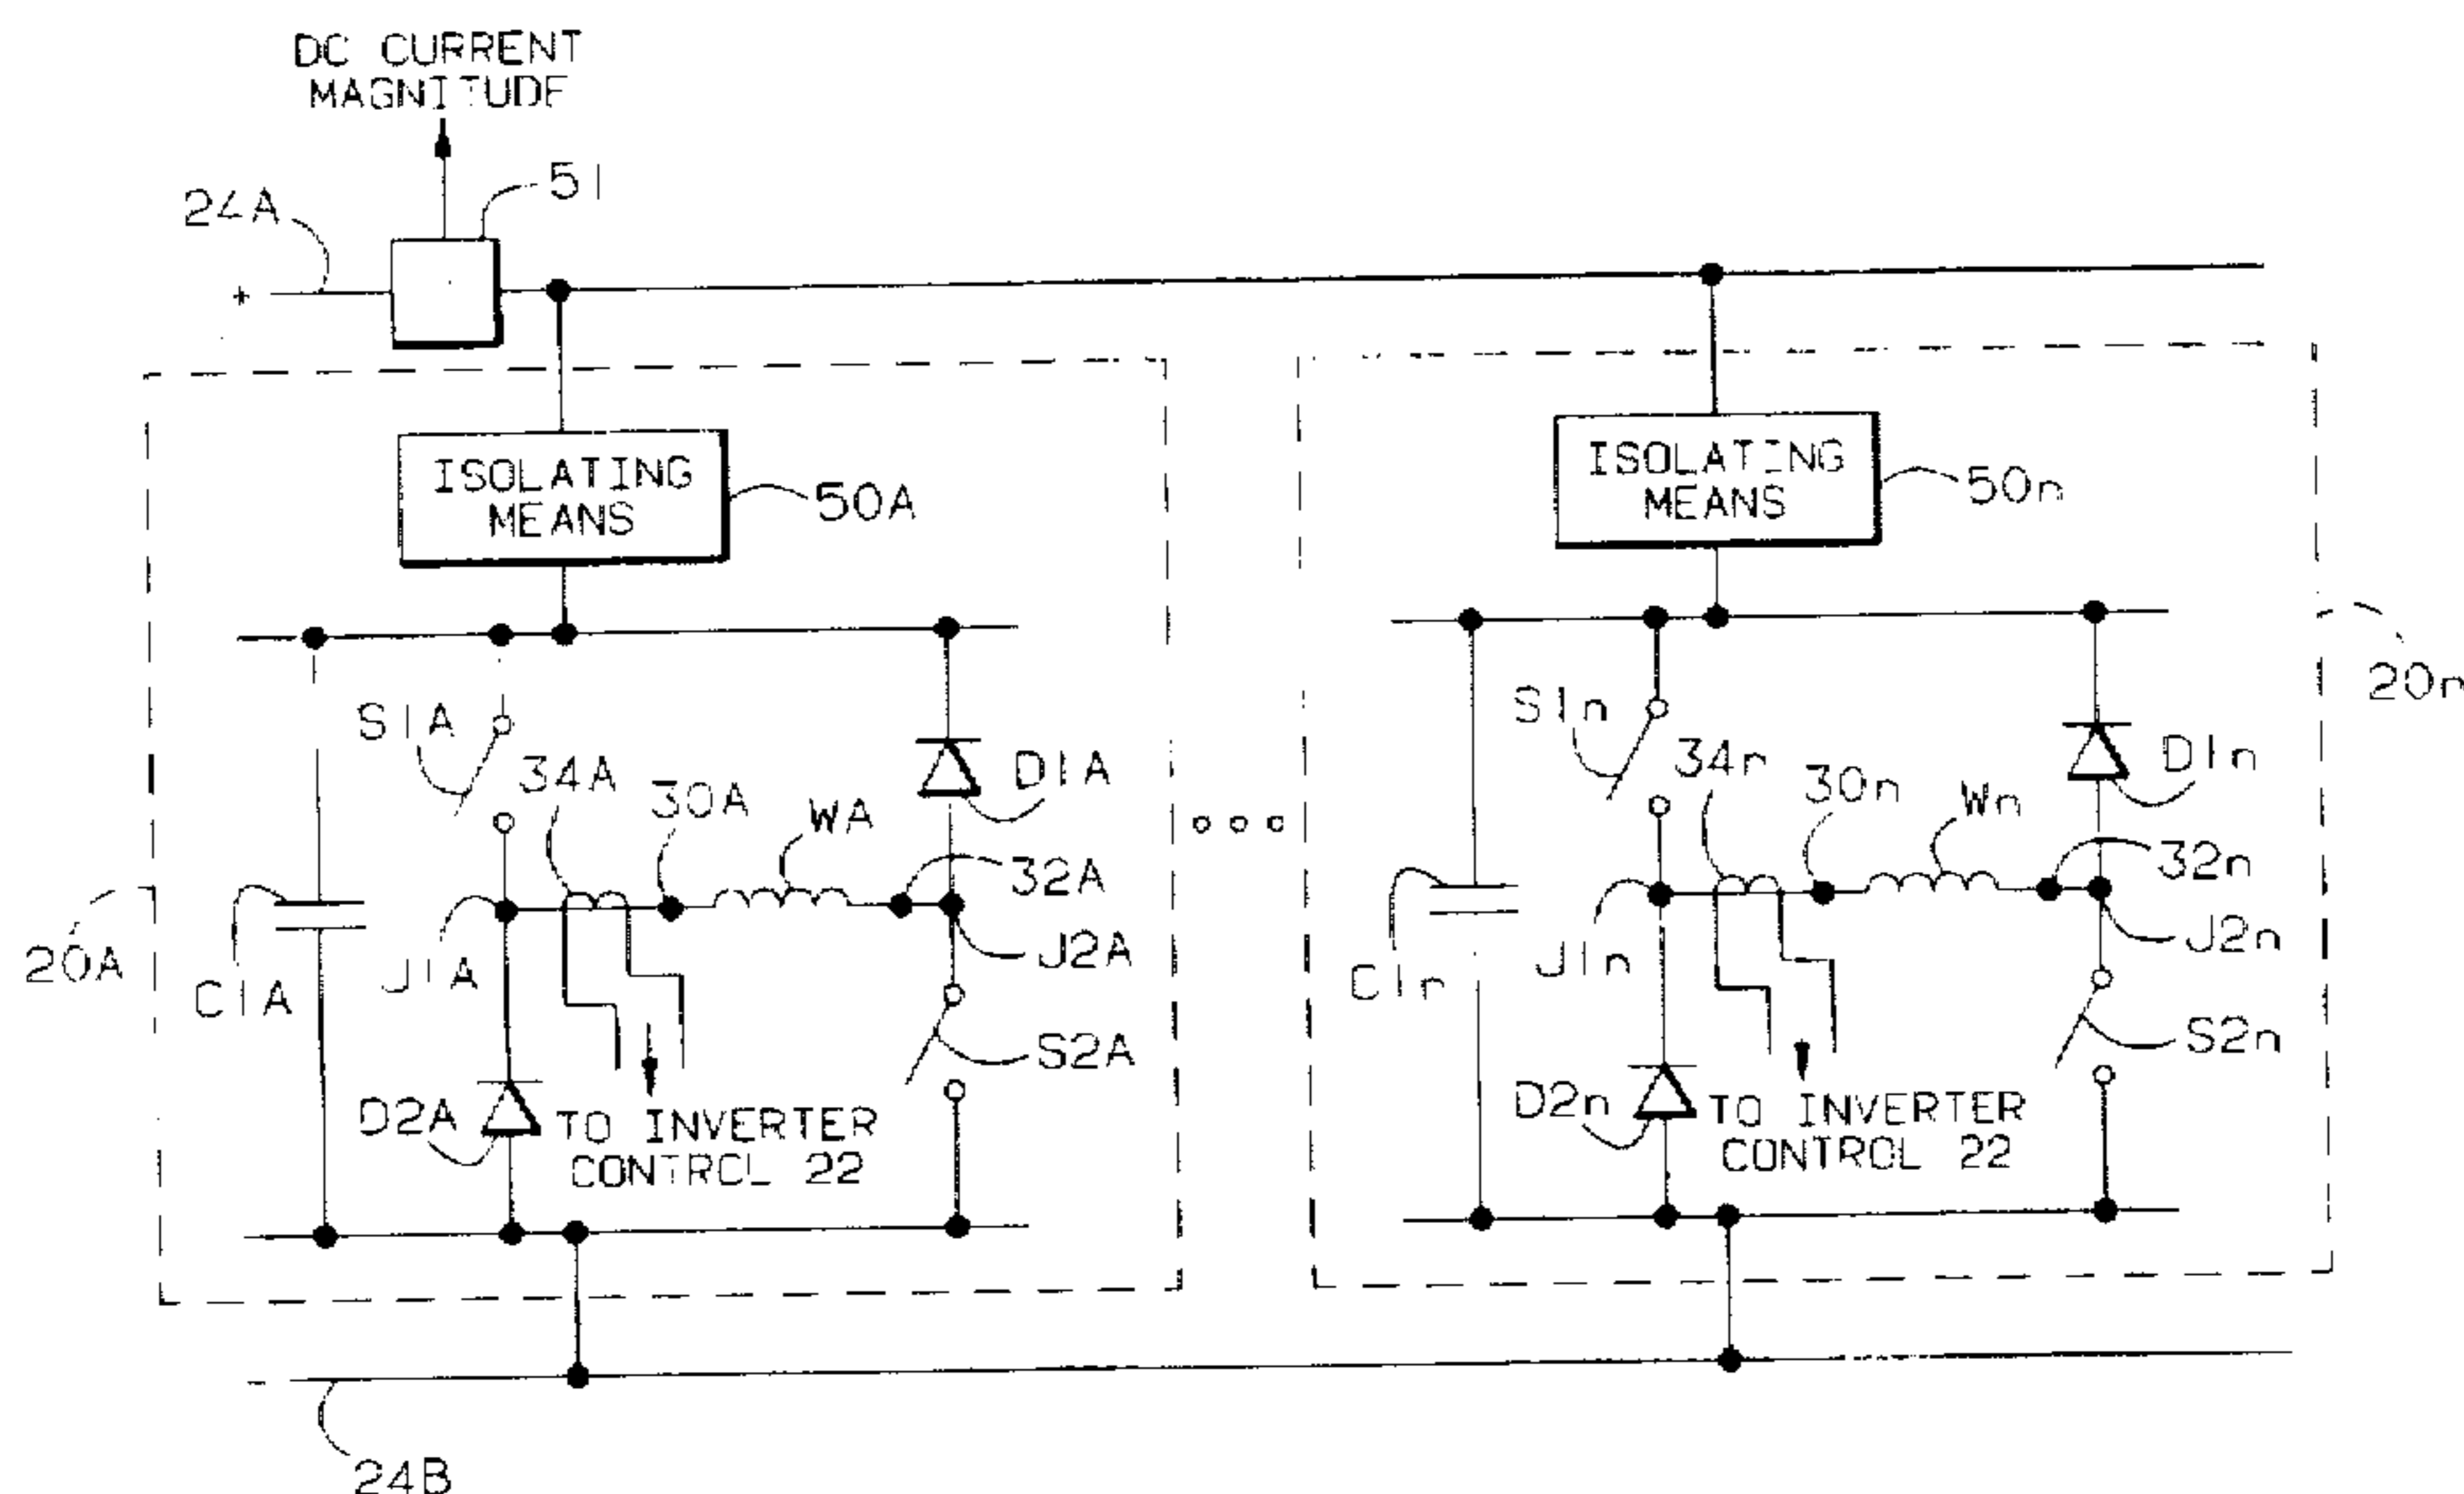 DC CURRENT
MAGNITUDE
51
24A
+
ISOLATING
MEANS
50A
ISOLATING
MEANS
50n
20n
S1A
34A
30A
WA
D1A
32A
J2A
S2A
20A
C1A
J1A
D2A
TO INVERTER
CONTROL 22
S1n
34n
30n
Wn
D1n
32n
J2n
S2n
C1n
J1n
D2n
TO INVERTER
CONTROL 22
-
24B